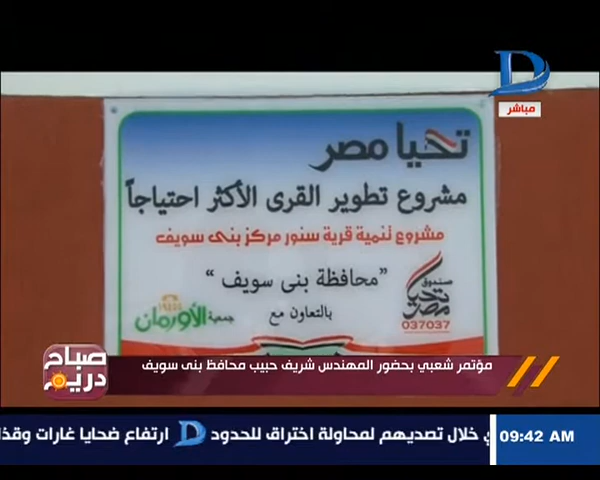 مباشر
تحيا مصر
مشروع تطوير القرى الأكثر احتياجاً
مشروع تنمية قرية سنور مركز بنى سويف
محافظة بنى سويف "
صندوق
تحيا مصر
037037
بالتعاون مع
جمعية الأورمان
صباح دريم
مؤتمر شعبي بحضور المهندس شريف حبيب محافظ بنى سويف
ي خلال تصديهم لمحاولة اختراق للحدود ارتفاع ضحايا غارات وقذا
09:42 AM